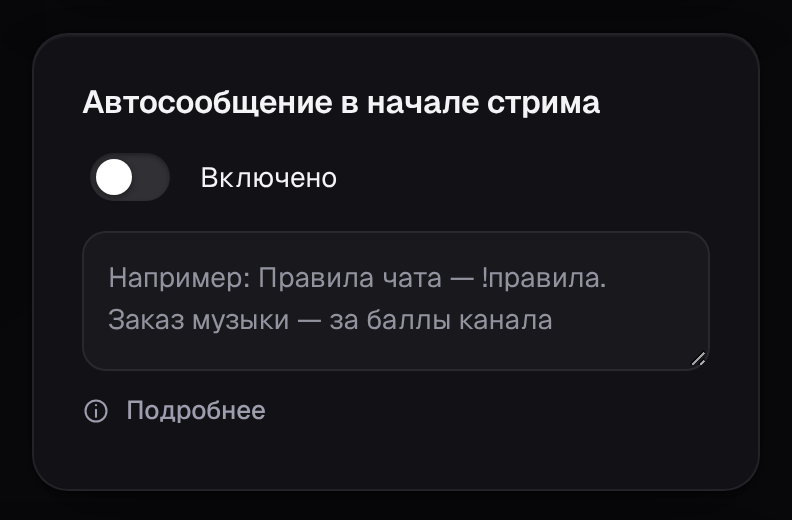 Автосообщение в начале стрима
Включено
Например: Правила чата — !правила.
Заказ музыки — за баллы канала
Подробнее